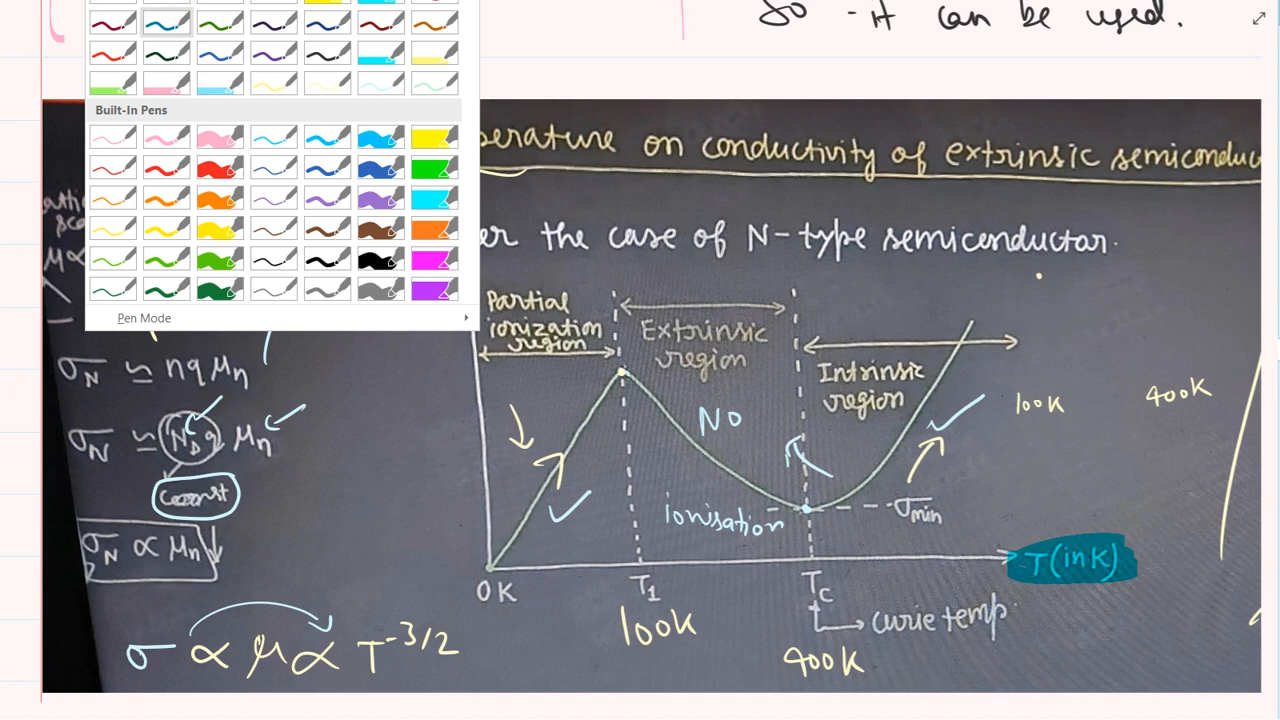 So - it can be used.
Built-In Pens
Pen Mode
perature on conductivity of extrinsic semiconduc
er the case of N-type semiconductor.
Partial
ionization
region
Extrinsic
region
Intrinsic
region
100K
400K
NO
ionisation
σmin
σN ≃ nqμn
σN ≃ (ND q) μn
const
σN ∝ μn
0K
T1
TC
T(in K)
100K
curie temp.
400K
σ ∝ μ ∝ T^-3/2